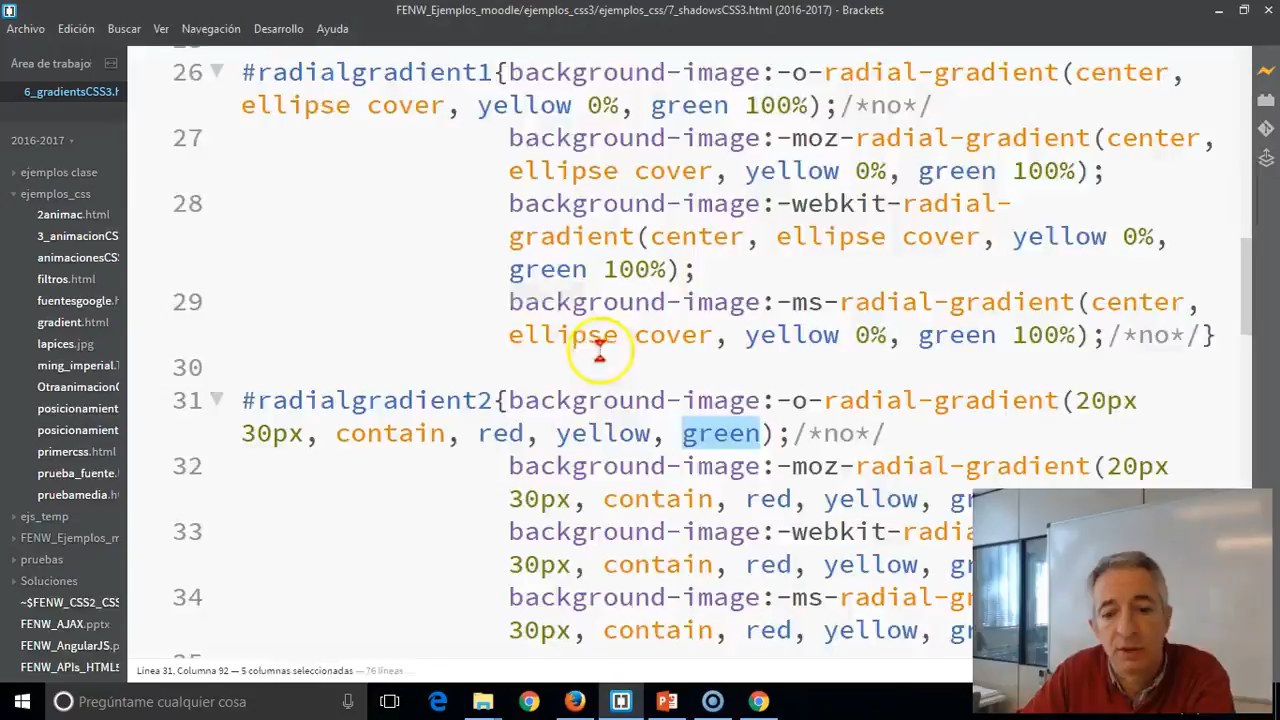 FENW_Ejemplos_moodle/ejemplos_css3/ejemplos_css/7_shadowsCSS3.html (2016-2017) - Brackets
Archivo Edición Buscar Ver Navegación Desarrollo Ayuda
Área de trabajo
6_gradientsCSS3.h
2016-2017
ejemplos clase
ejemplos_css
2animac.html
3_animacionCS
animacionesCS
filtros.html
fuentesgoogle.h
gradient.html
lapices.jpg
ming_imperial.
Otraanimacion
posicionamient
posicionamient
primercss.html
prueba_fuente.
pruebamedia.ht
ejs_temp
FENW_Ejemplos_m
pruebas
Soluciones
~$FENW_CSS2_CSS
FENW_AJAX.pptx
FENW_AngularJS.p
FENW_APIs_HTML5
26 #radialgradient1{background-image:-o-radial-gradient(center,
ellipse cover, yellow 0%, green 100%);/*no*/
27 background-image:-moz-radial-gradient(center,
ellipse cover, yellow 0%, green 100%);
28 background-image:-webkit-radial-
gradient(center, ellipse cover, yellow 0%,
green 100%);
29 background-image:-ms-radial-gradient(center,
ellipse cover, yellow 0%, green 100%);/*no*/}
30
31 #radialgradient2{background-image:-o-radial-gradient(20px
30px, contain, red, yellow, green);/*no*/
32 background-image:-moz-radial-gradient(20px
30px, contain, red, yellow, gr
33 background-image:-webkit-radia
30px, contain, red, yellow, gr
34 background-image:-ms-radial-gr
30px, contain, red, yellow, gr
Línea 31, Columna 92 — 5 columnas seleccionadas — 76 líneas
Pregúntame cualquier cosa